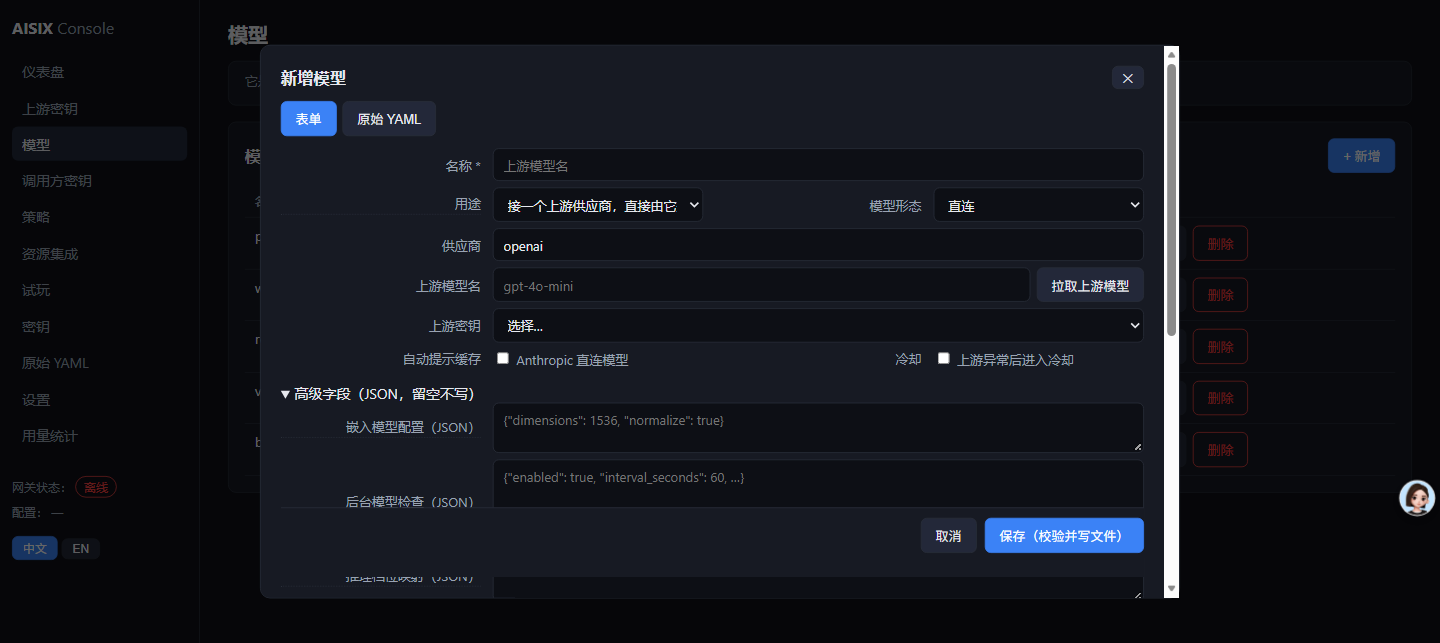 AISIX Console
仪表盘
上游密钥
模型
调用方密钥
策略
资源集成
试玩
密钥
原始 YAML
设置
用量统计
网关状态： 离线
配置： —
中文 EN
模型
+ 新增
删除
删除
删除
删除
删除
新增模型 ×
表单 原始 YAML
名称 * 上游模型名
用途 接一个上游供应商，直接由它 模型形态 直连
供应商 openai
上游模型名 gpt-4o-mini 拉取上游模型
上游密钥 选择...
自动提示缓存 Anthropic 直连模型 冷却 上游异常后进入冷却
▼ 高级字段（JSON，留空不写）
嵌入模型配置（JSON） {"dimensions": 1536, "normalize": true}
后台模型检查（JSON） {"enabled": true, "interval_seconds": 60, ...}
取消 保存（校验并写文件）
推理档位映射（JSON）